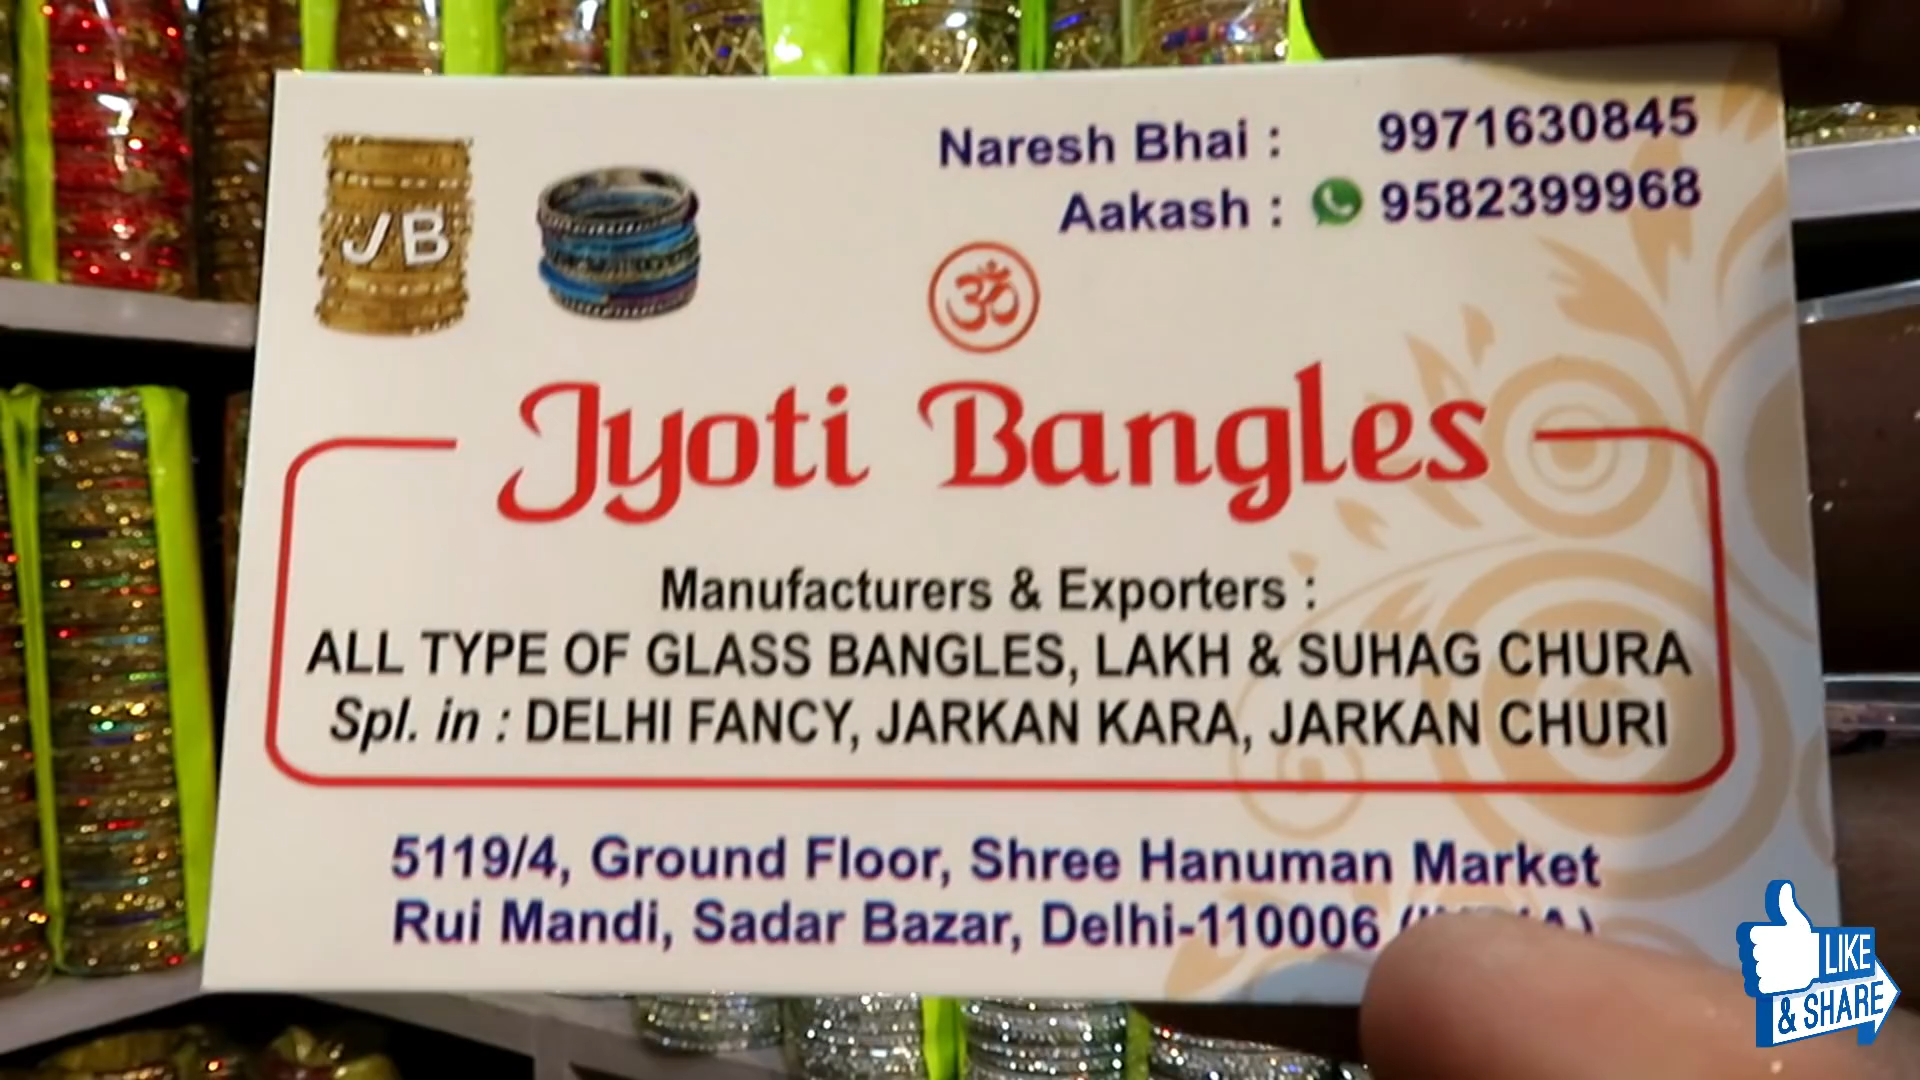 JB
Naresh Bhai : 9971630845
Aakash : 9582399968
ॐ
Jyoti Bangles
Manufacturers & Exporters :
ALL TYPE OF GLASS BANGLES, LAKH & SUHAG CHURA
Spl. in : DELHI FANCY, JARKAN KARA, JARKAN CHURI
5119/4, Ground Floor, Shree Hanuman Market
Rui Mandi, Sadar Bazar, Delhi-110006
LIKE
& SHARE